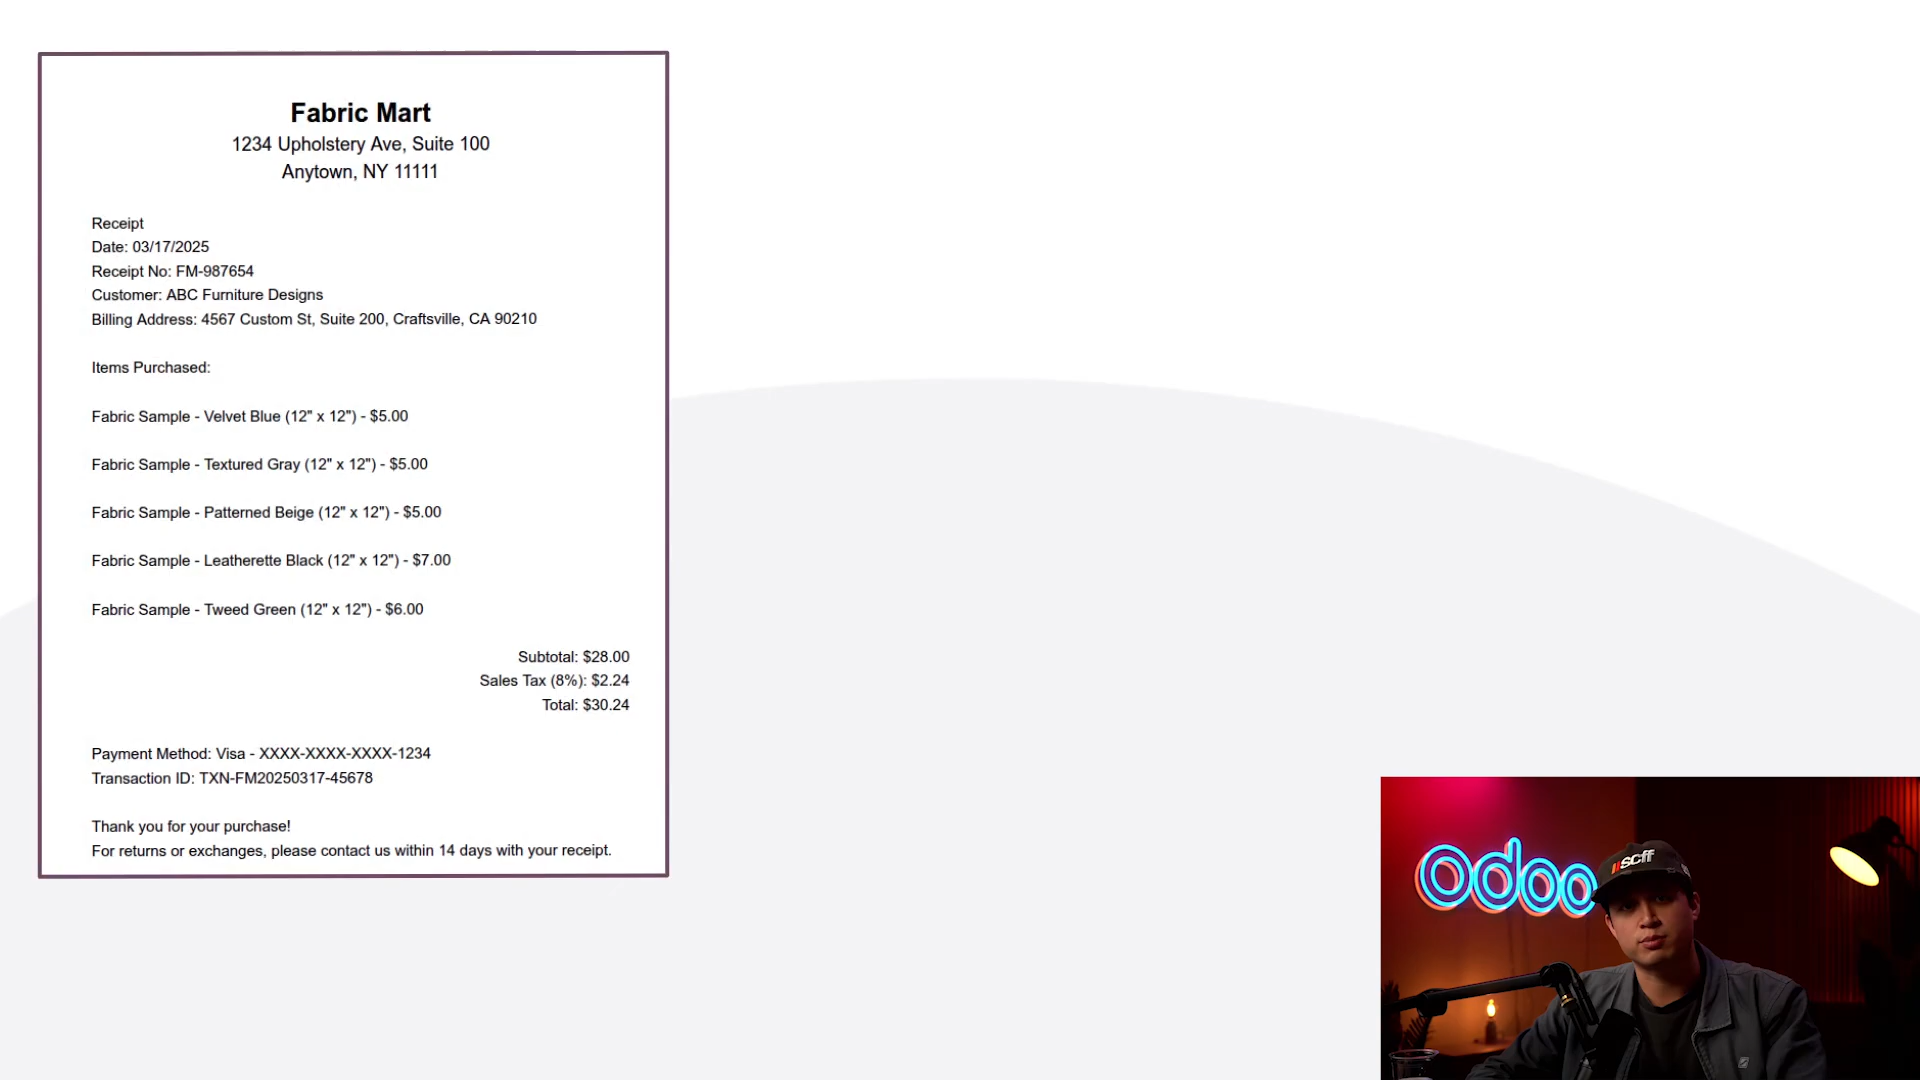 Fabric Mart
1234 Upholstery Ave, Suite 100
Anytown, NY 11111
Receipt
Date: 03/17/2025
Receipt No: FM-987654
Customer: ABC Furniture Designs
Billing Address: 4567 Custom St, Suite 200, Craftsville, CA 90210
Items Purchased:
Fabric Sample - Velvet Blue (12" x 12") - $5.00
Fabric Sample - Textured Gray (12" x 12") - $5.00
Fabric Sample - Patterned Beige (12" x 12") - $5.00
Fabric Sample - Leatherette Black (12" x 12") - $7.00
Fabric Sample - Tweed Green (12" x 12") - $6.00
Subtotal: $28.00
Sales Tax (8%): $2.24
Total: $30.24
Payment Method: Visa - XXXX-XXXX-XXXX-1234
Transaction ID: TXN-FM20250317-45678
Thank you for your purchase!
For returns or exchanges, please contact us within 14 days with your receipt.
odoo
scff